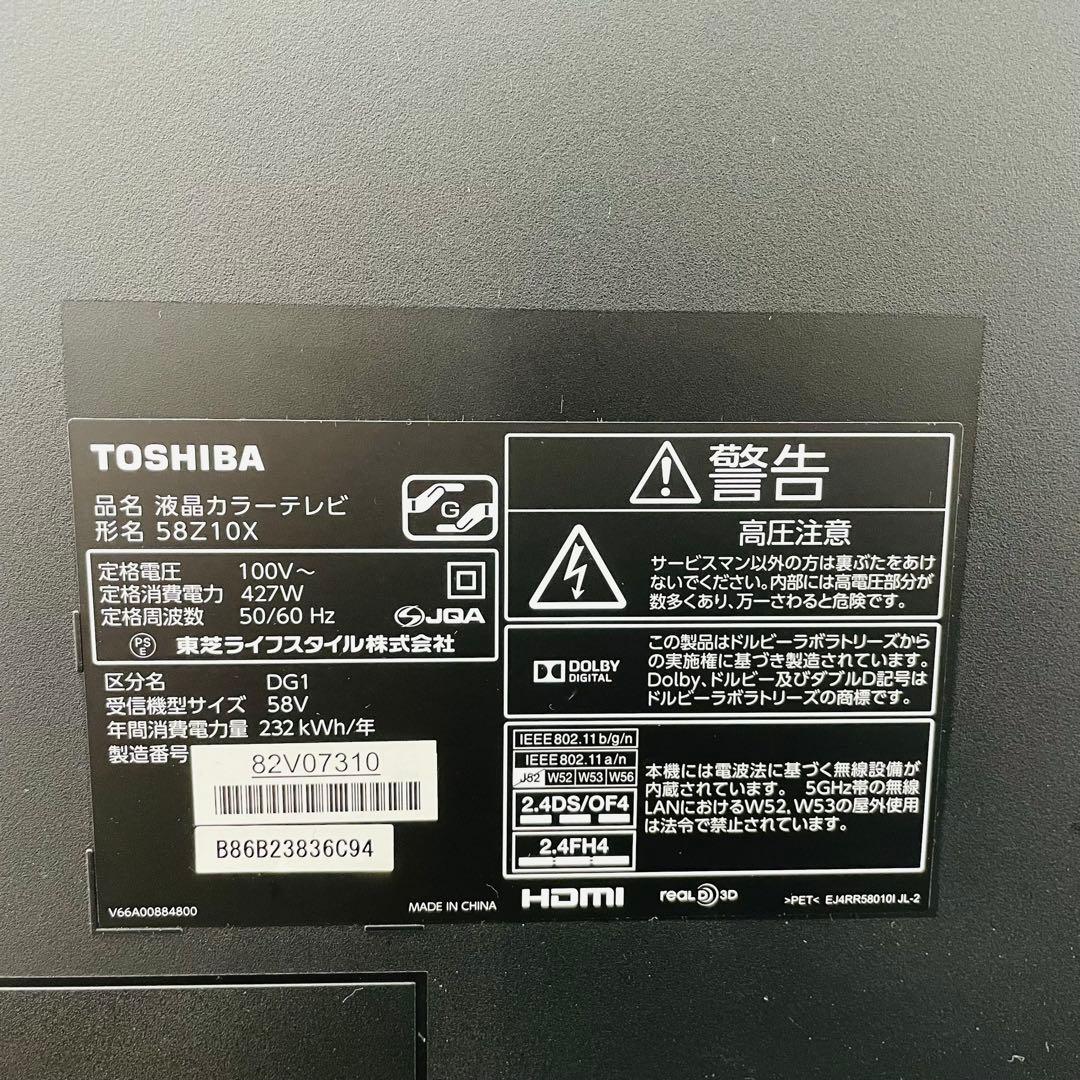 TOSHIBA
品名 液晶カラーテレビ
形名 58Z10X
G
定格電圧 100V～
定格消費電力 427W
定格周波数 50/60 Hz
JQA
PS
E
東芝ライフスタイル株式会社
区分名 DG1
受信機型サイズ 58V
年間消費電力量 232 kWh/年
製造番号
82V07310
B86B23836C94
V66A00884800
MADE IN CHINA
警告
高圧注意
サービスマン以外の方は裏ぶたをあけ
ないでください。内部には高電圧部分が
数多くあり、万一さわると危険です。
DOLBY
DIGITAL
この製品はドルビーラボラトリーズから
の実施権に基づき製造されています。
Dolby、ドルビー及びダブルD記号は
ドルビーラボラトリーズの商標です。
IEEE802.11b/g/n
IEEE802.11a/n
J52 W52 W53 W56
2.4DS/OF4
2.4FH4
本機には電波法に基づく無線設備が
内蔵されています。 5GHz帯の無線
LANにおけるW52、W53の屋外使用
は法令で禁止されています。
HDMI
REAL D 3D
>PET< EJ4RR58010I JL-2